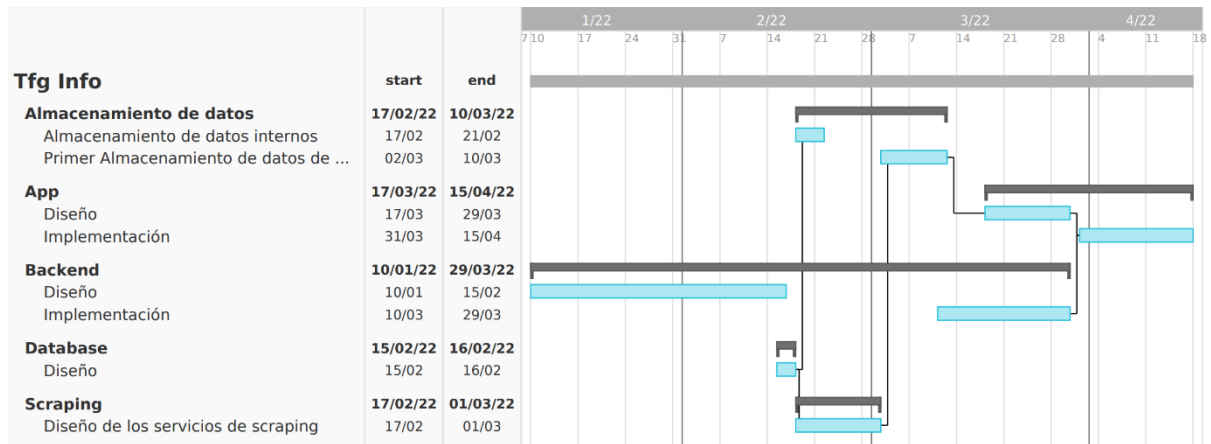 1/22 2/22 3/22 4/22
7 10 17 24 31 7 14 21 28 7 14 21 28 4 11 18
Tfg Info start end
Almacenamiento de datos 17/02/22 10/03/22
Almacenamiento de datos internos 17/02 21/02
Primer Almacenamiento de datos de ... 02/03 10/03
App 17/03/22 15/04/22
Diseño 17/03 29/03
Implementación 31/03 15/04
Backend 10/01/22 29/03/22
Diseño 10/01 15/02
Implementación 10/03 29/03
Database 15/02/22 16/02/22
Diseño 15/02 16/02
Scraping 17/02/22 01/03/22
Diseño de los servicios de scraping 17/02 01/03